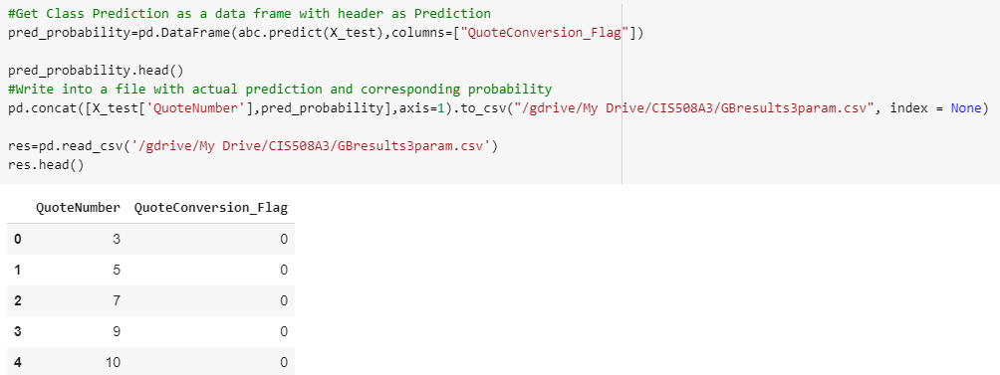 #Get Class Prediction as a data frame with header as Prediction
pred_probability=pd.DataFrame(abc.predict(X_test),columns=["QuoteConversion_Flag"])
pred_probability.head()
#Write into a file with actual prediction and corresponding probability
pd.concat([X_test['QuoteNumber'],pred_probability],axis=1).to_csv("/gdrive/My Drive/CIS508A3/GBresults3param.csv", index = None)
res=pd.read_csv('/gdrive/My Drive/CIS508A3/GBresults3param.csv')
res.head()
QuoteNumber QuoteConversion_Flag
0 3 0
1 5 0
2 7 0
3 9 0
4 10 0